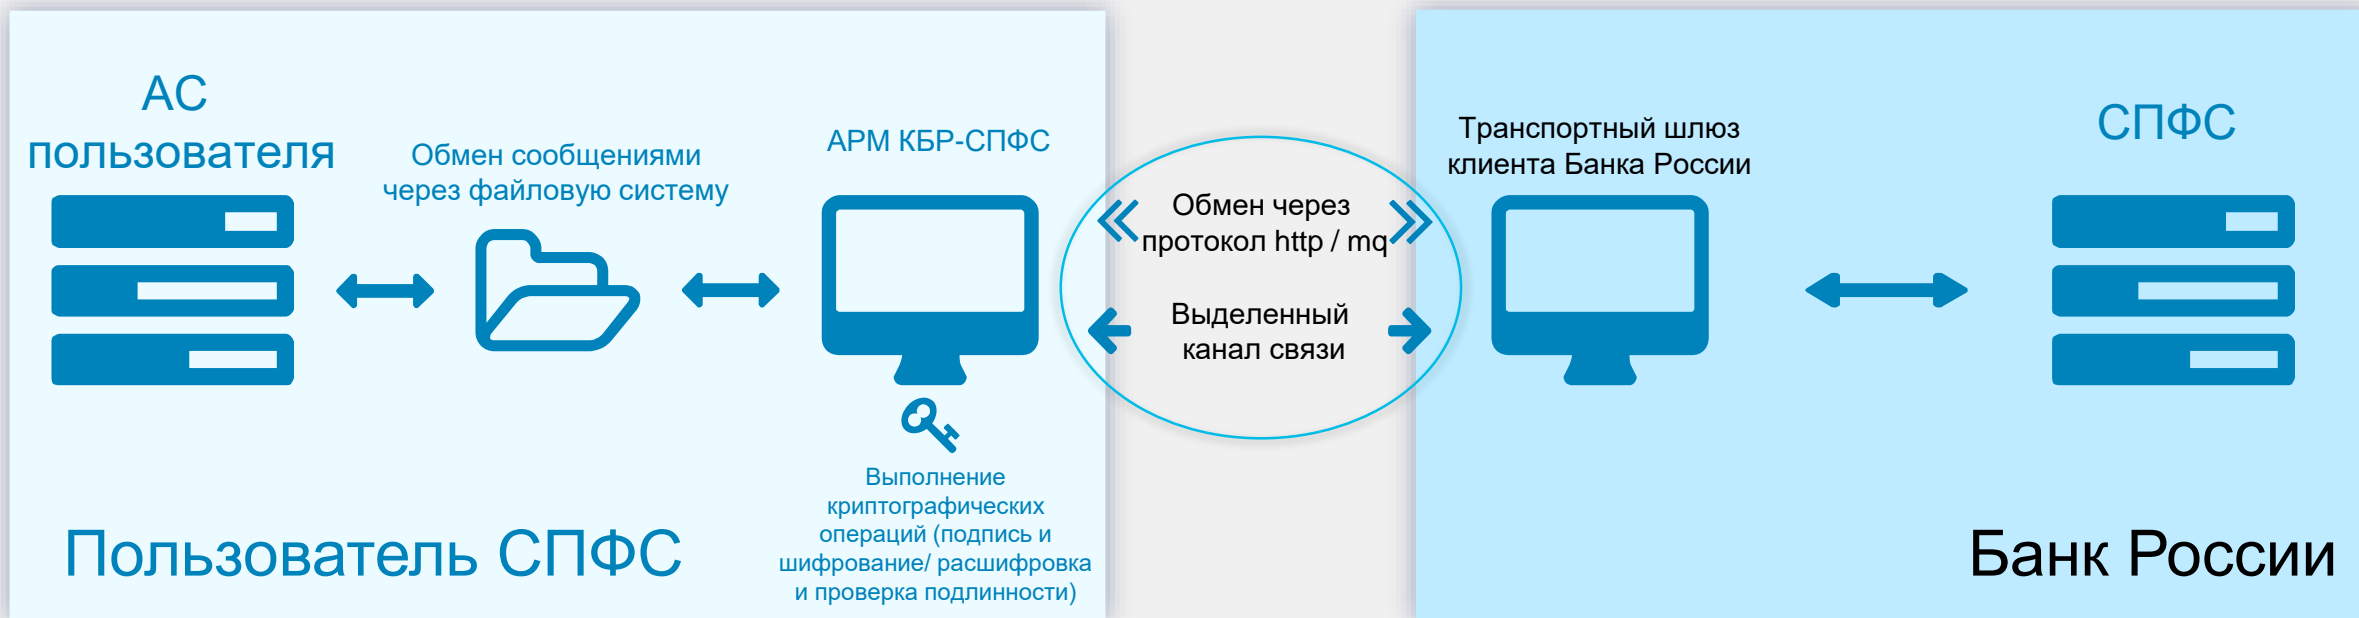 АС
пользователя
Обмен сообщениями
через файловую систему
АРМ КБР-СПФС
Выполнение
криптографических
операций (подпись и
шифрование/ расшифровка
и проверка подлинности)
Пользователь СПФС
Обмен через
протокол http / mq
Выделенный
канал связи
Транспортный шлюз
клиента Банка России
СПФС
Банк России